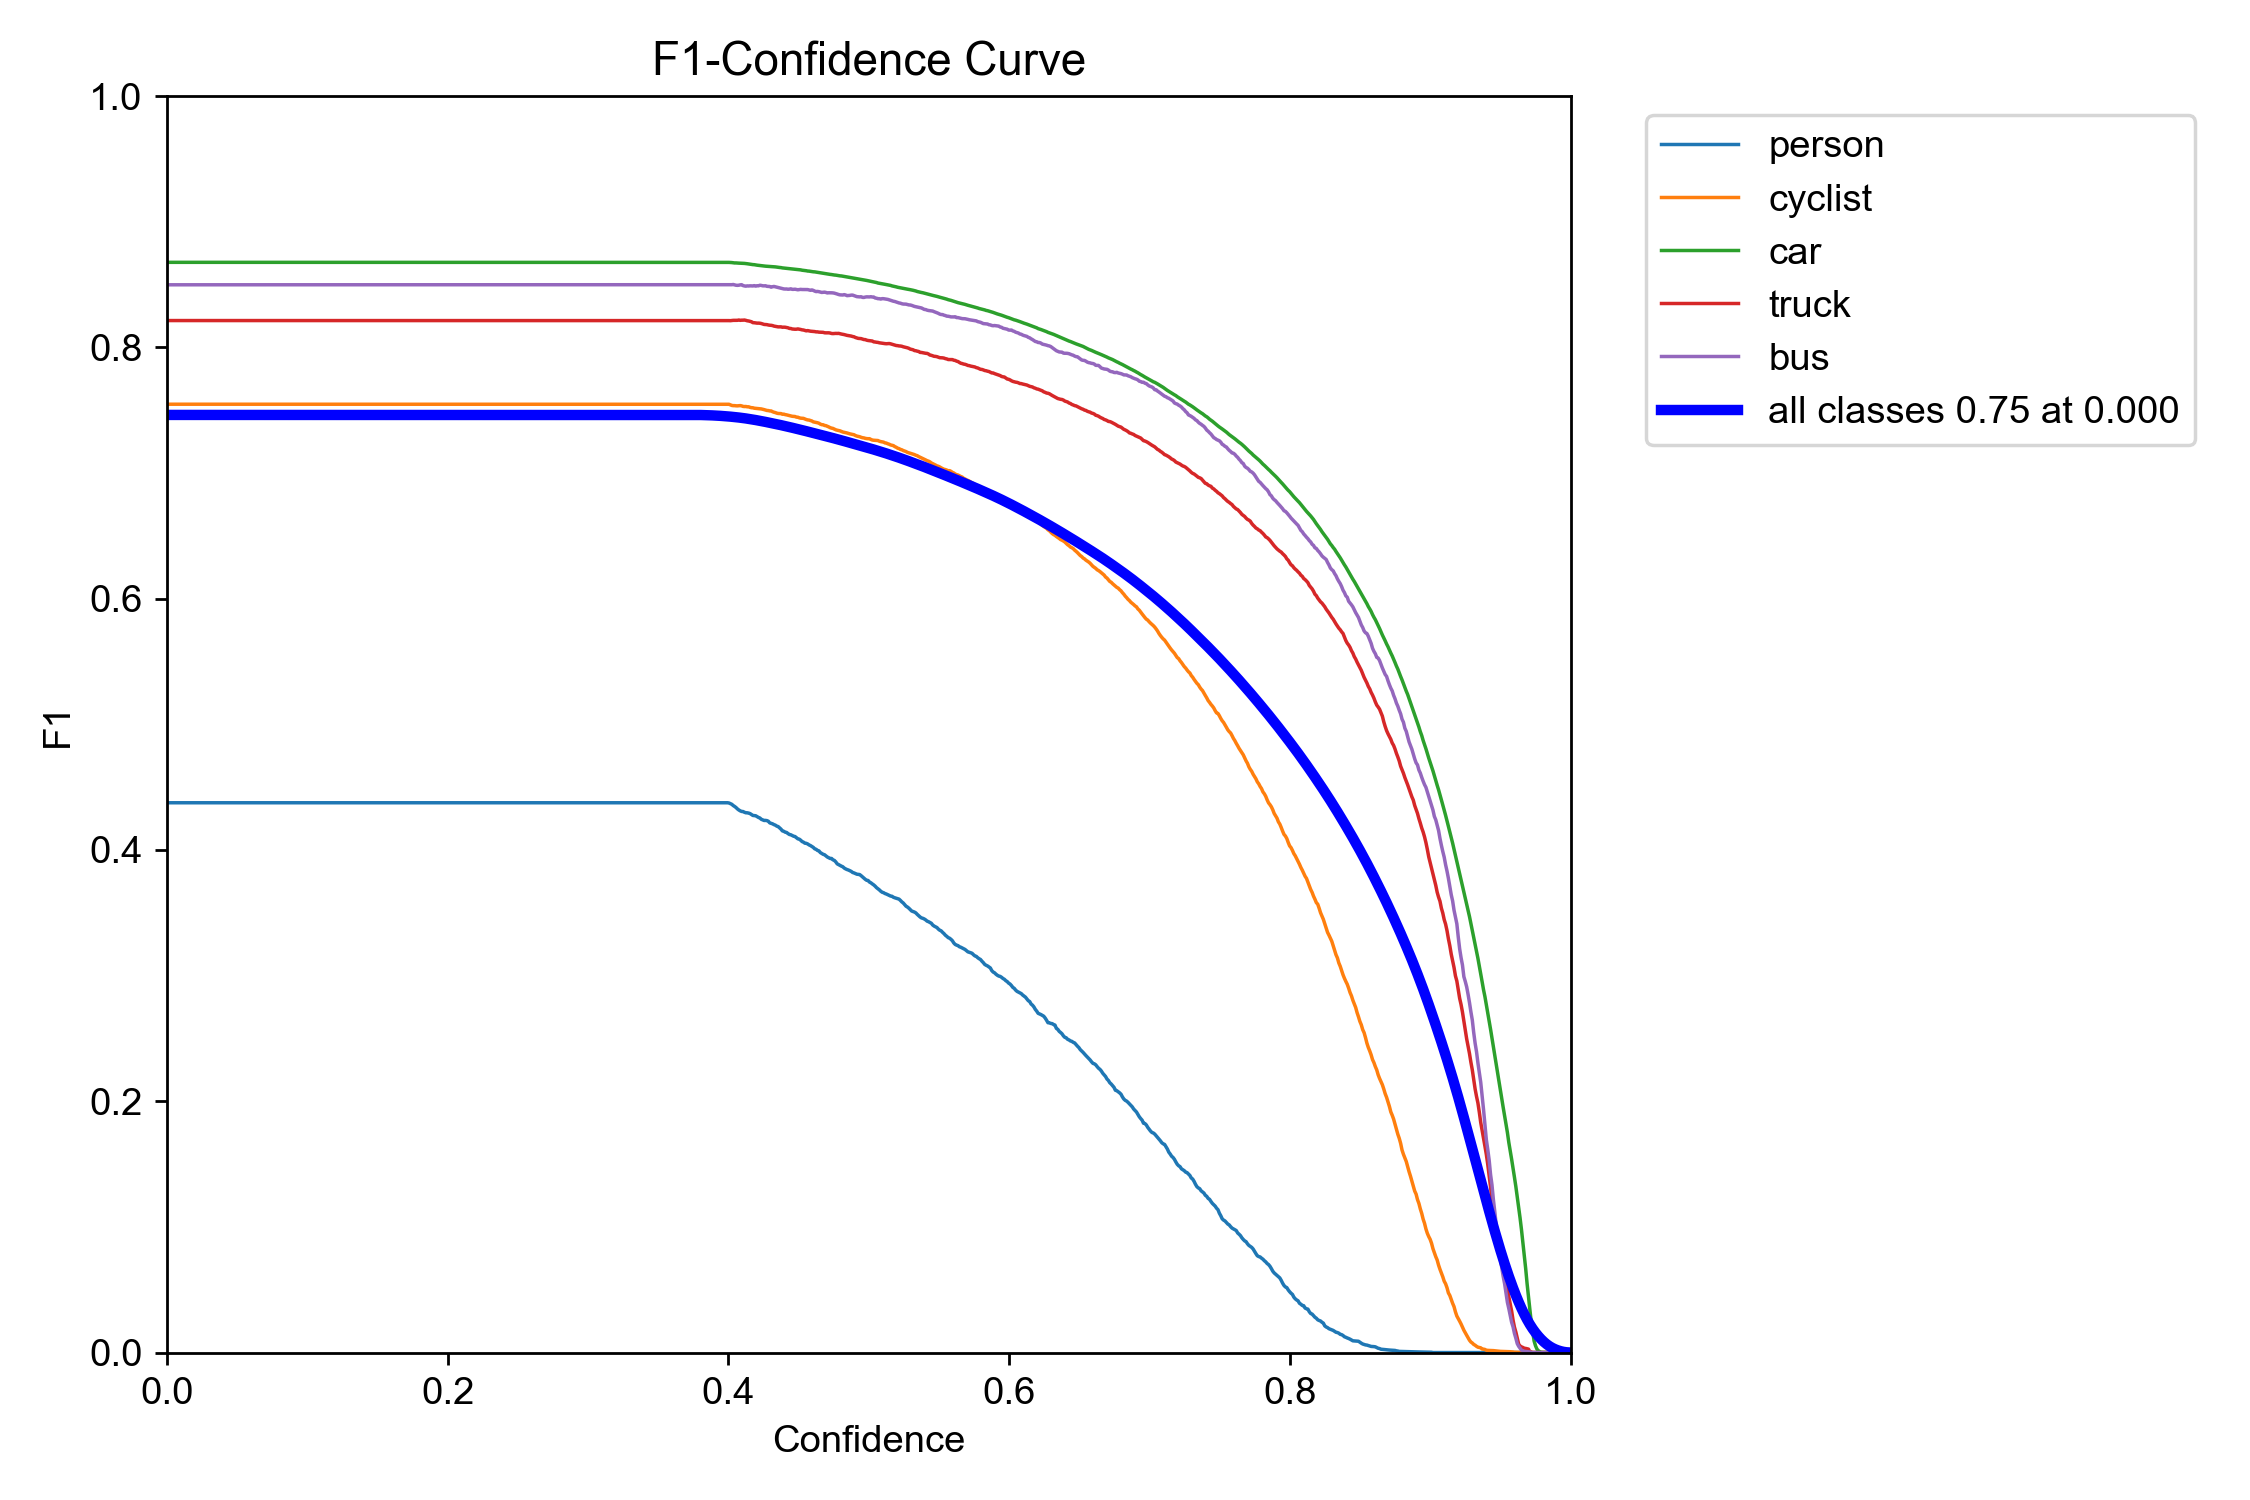 F1-Confidence Curve
1.0
0.8
0.6
0.4
0.2
0.0
F1
0.0 0.2 0.4 0.6 0.8 1.0
Confidence
person
cyclist
car
truck
bus
all classes 0.75 at 0.000